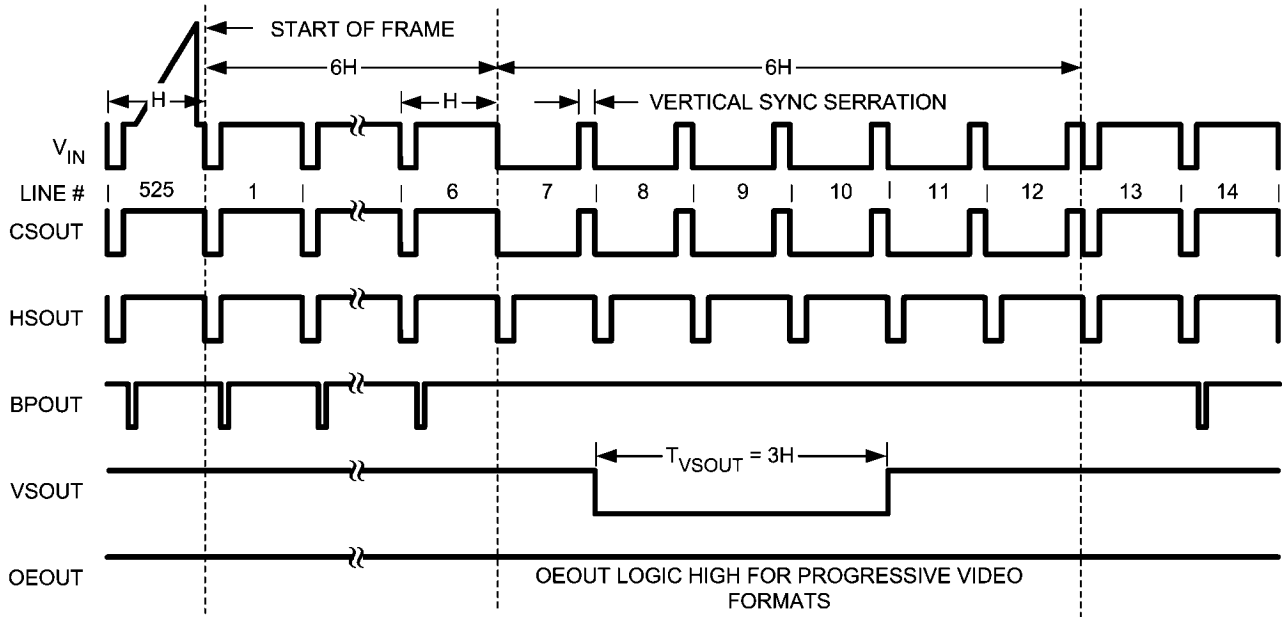 START OF FRAME
6H
6H
H
H
VERTICAL SYNC SERRATION
VIN
LINE # | 525 | 1 | | 6 | 7 | 8 | 9 | 10 | 11 | 12 | 13 | 14 |
CSOUT
HSOUT
BPOUT
TVSOUT = 3H
VSOUT
OEOUT
OEOUT LOGIC HIGH FOR PROGRESSIVE VIDEO
FORMATS